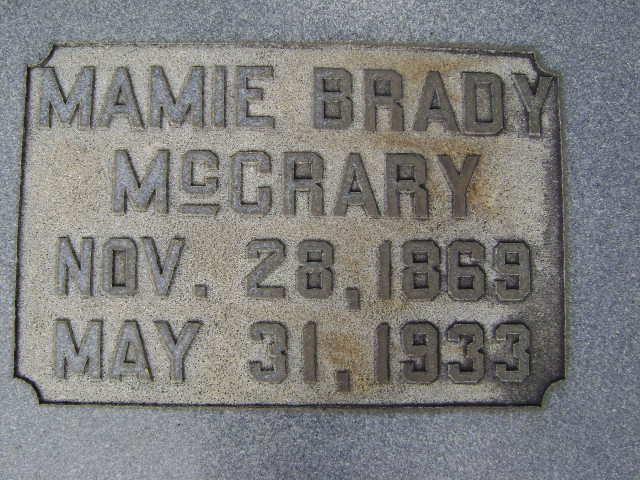 MAMIE BRADY
MCCRARY
NOV. 28, 1869
MAY 31, 1933